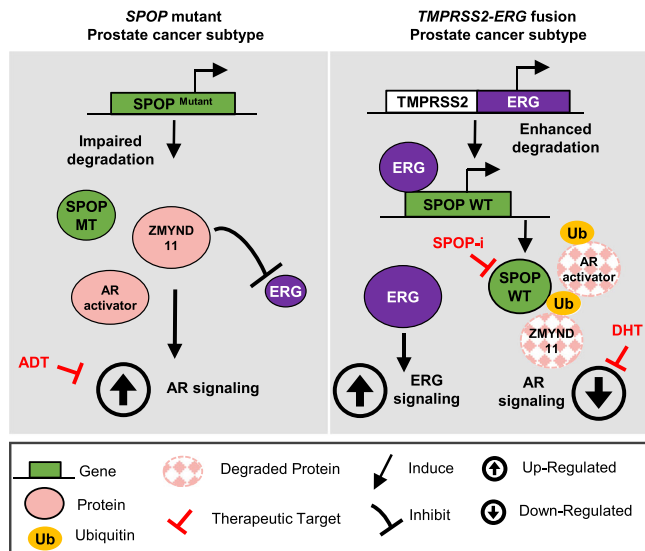 SPOP mutant
Prostate cancer subtype
SPOP Mutant
Impaired
degradation
SPOP
MT
ZMYND
11
AR
activator
ERG
ADT
AR signaling
TMPRSS2-ERG fusion
Prostate cancer subtype
TMPRSS2
ERG
Enhanced
degradation
ERG
SPOP WT
SPOP-i
Ub
AR
activator
SPOP
WT
Ub
ERG
ZMYND
11
DHT
ERG
signaling
AR
signaling
Gene
Degraded Protein
Induce
Up-Regulated
Protein
Ub
Ubiquitin
Therapeutic Target
Inhibit
Down-Regulated